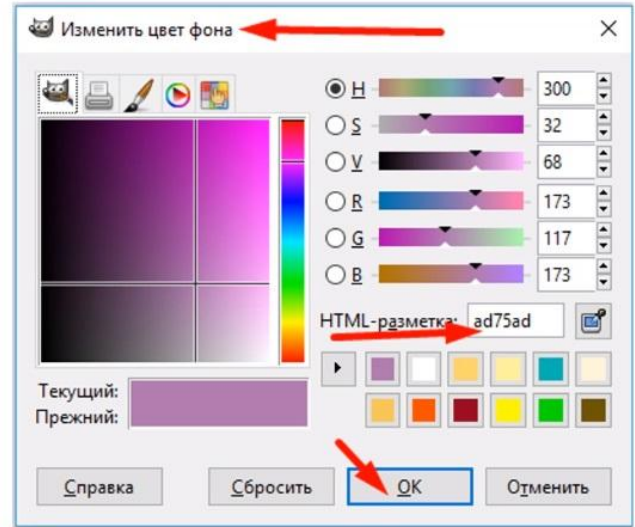 Изменить цвет фона
H 300
S 32
V 68
R 173
G 117
B 173
HTML-разметка: ad75ad
Текущий:
Прежний:
Справка Сбросить OK Отменить